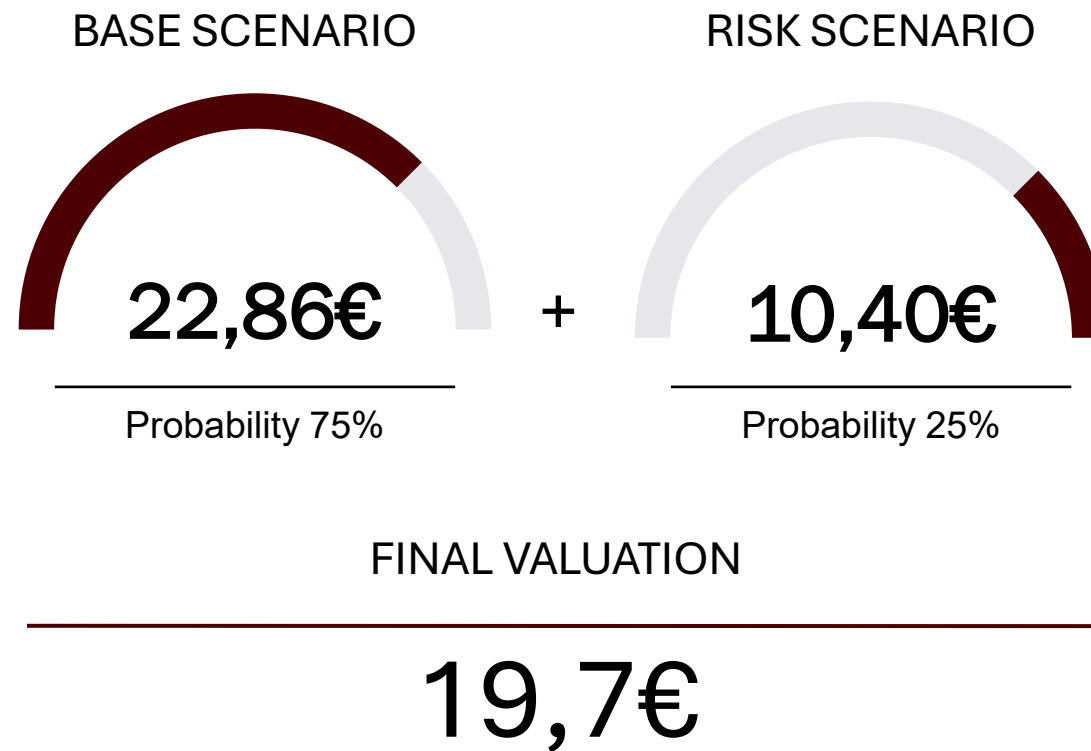 BASE SCENARIO
RISK SCENARIO
22,86€
+
10,40€
Probability 75%
Probability 25%
FINAL VALUATION
19,7€